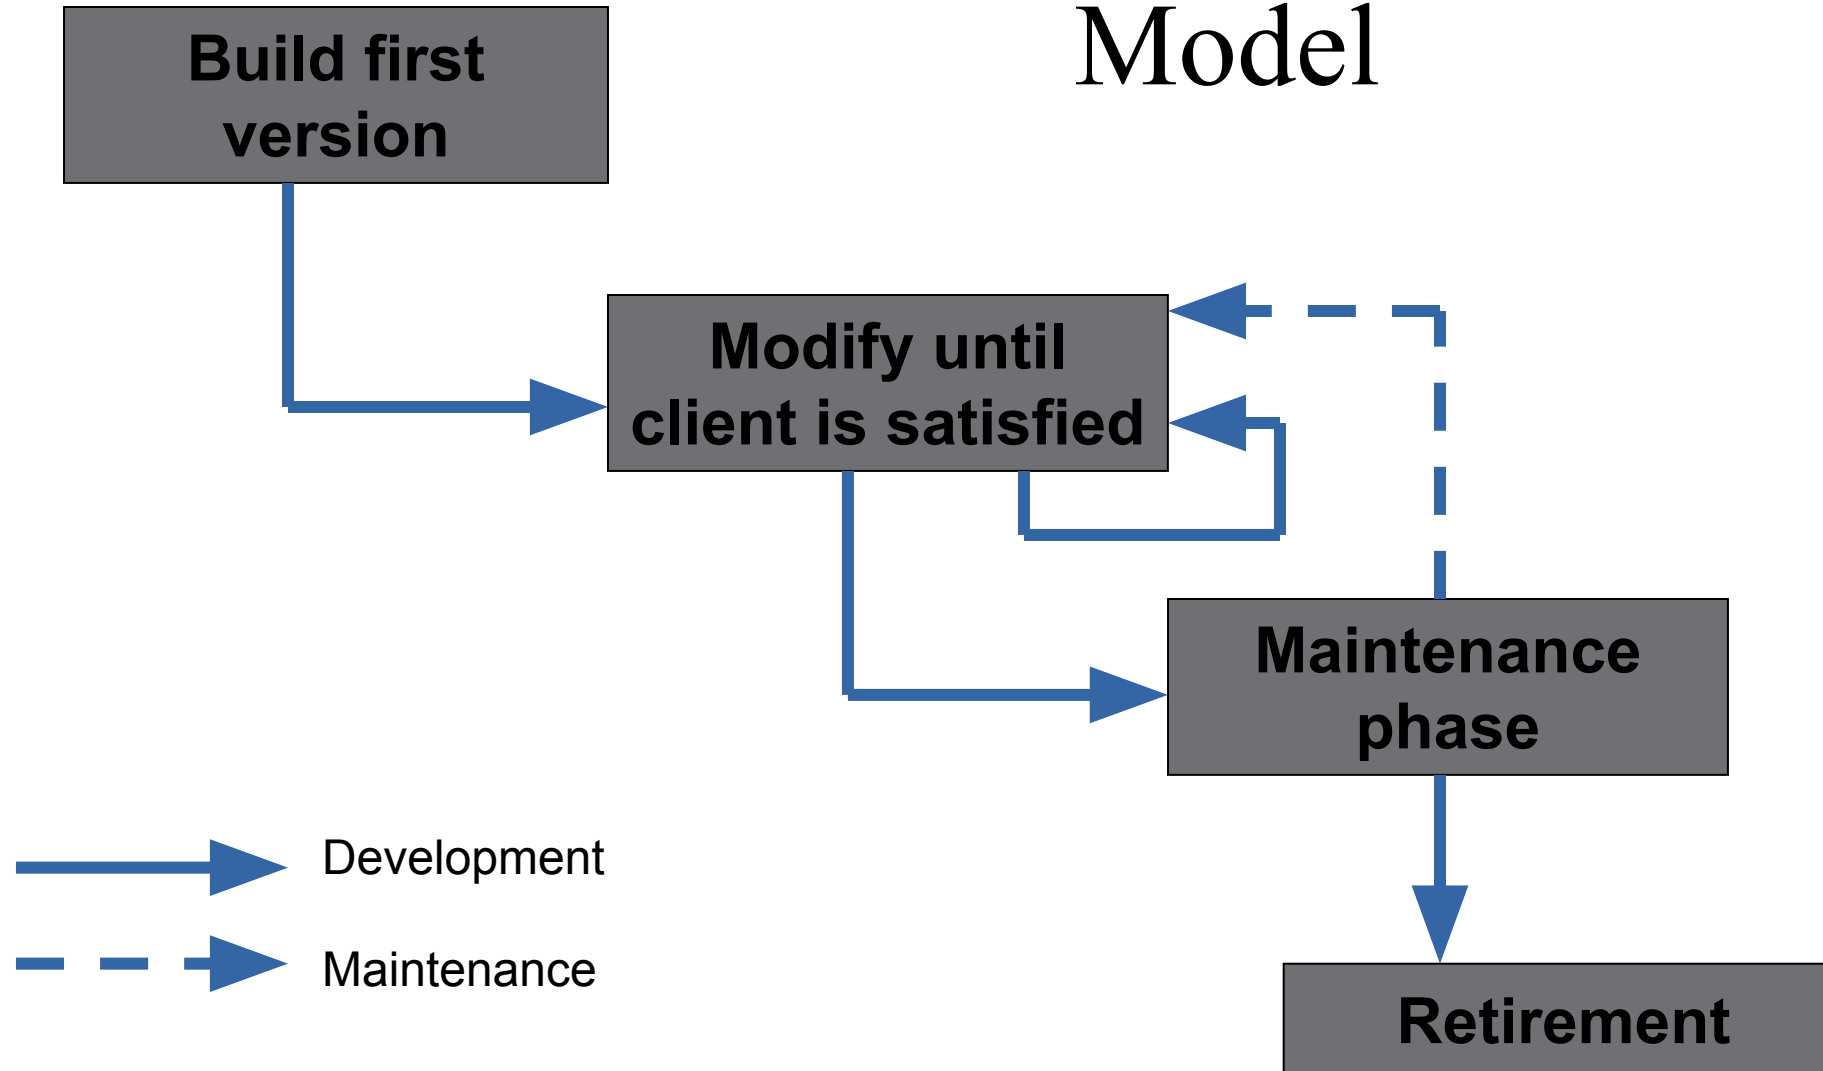 Model
Build first
version
Modify until
client is satisfied
Maintenance
phase
Development
Maintenance
Retirement